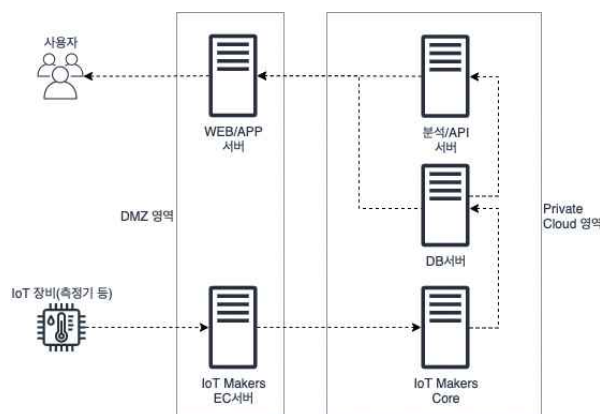 사용자
WEB/APP
서버
분석/API
서버
DMZ 영역
Private
Cloud 영역
DB서버
IoT 장비(측정기 등)
IoT Makers
EC서버
IoT Makers
Core